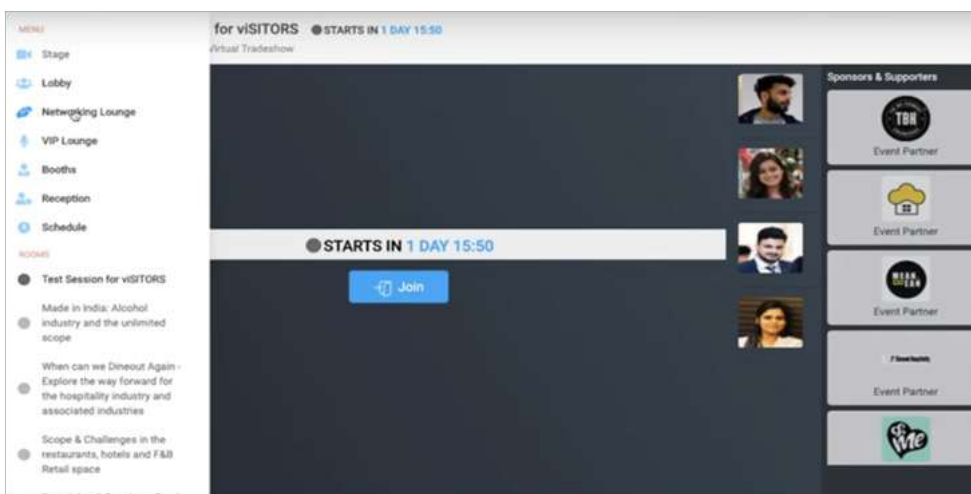 MENU
Stage
Lobby
Networking Lounge
VIP Lounge
Booths
Reception
Schedule
ROOMS
Test Session for viSITORS
Made in India: Alcohol
industry and the unlimited
scope
When can we Dineout Again -
Explore the way forward for
the hospitality industry and
associated industries
Scope & Challenges in the
restaurants, hotels and F&B
Retail space
for viSITORS STARTS IN 1 DAY 15:50
Virtual Tradeshow
STARTS IN 1 DAY 15:50
Join
Sponsors & Supporters
TBH
Event Partner
Event Partner
Event Partner
Event Partner
Me